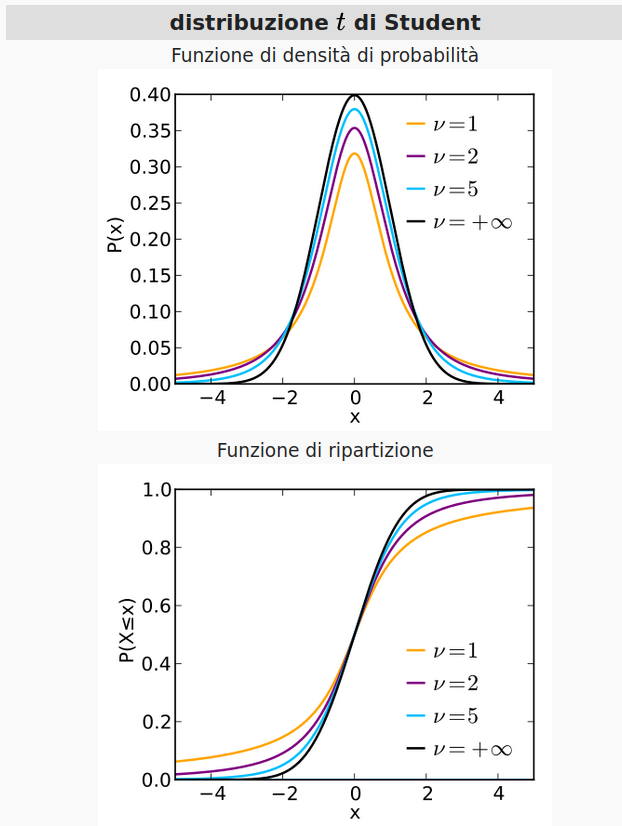 distribuzione t di Student
Funzione di densità di probabilità
0.40
0.35
0.30
0.25
0.20
0.15
0.10
0.05
0.00
P(x)
ν=1
ν=2
ν=5
ν=+∞
−4 −2 0 2 4
x
Funzione di ripartizione
1.0
0.8
0.6
0.4
0.2
0.0
P(X≤x)
ν=1
ν=2
ν=5
ν=+∞
−4 −2 0 2 4
x